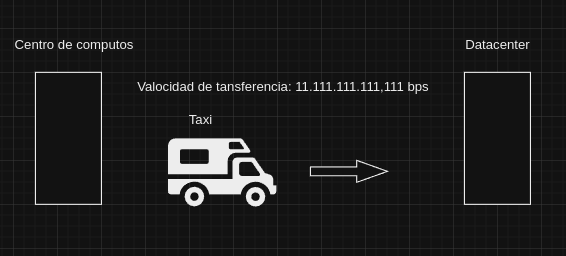 Centro de computos
Datacenter
Valocidad de tansferencia: 11.111.111.111,111 bps
Taxi